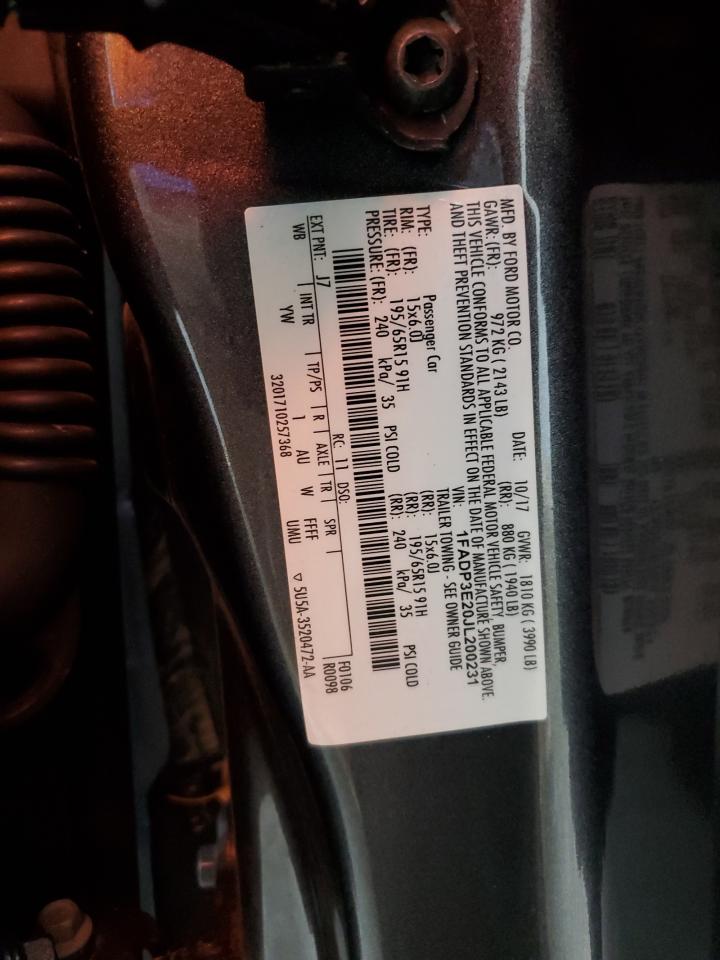 MFD. BY FORD MOTOR CO.
DATE: 10/17 GVWR: 1810 KG ( 3990 LB)
GAWR: (FR): 972 KG ( 2143 LB) (RR): 880 KG ( 1940 LB)
THIS VEHICLE CONFORMS TO ALL APPLICABLE FEDERAL MOTOR VEHICLE SAFETY, BUMPER,
AND THEFT PREVENTION STANDARDS IN EFFECT ON THE DATE OF MANUFACTURE SHOWN ABOVE.
VIN: 1FADP3E20JL200231
TYPE: Passenger Car TRAILER TOWING - SEE OWNER GUIDE
RIM: (FR): 15x6.0J (RR): 15x6.0J
TIRE: (FR): 195/65R15 91H (RR): 195/65R15 91H
PRESSURE: (FR): 240 kPa/ 35 PSI COLD (RR): 240 kPa/ 35 PSI COLD
EXT PNT: J7 RC: 11 DSO: F0106
WB INT TR TP/PS R AXLE TR SPR R0098
YW 1 AU W FFFF
3201710257368 UMU ▽ 5U5A-3520472-AA